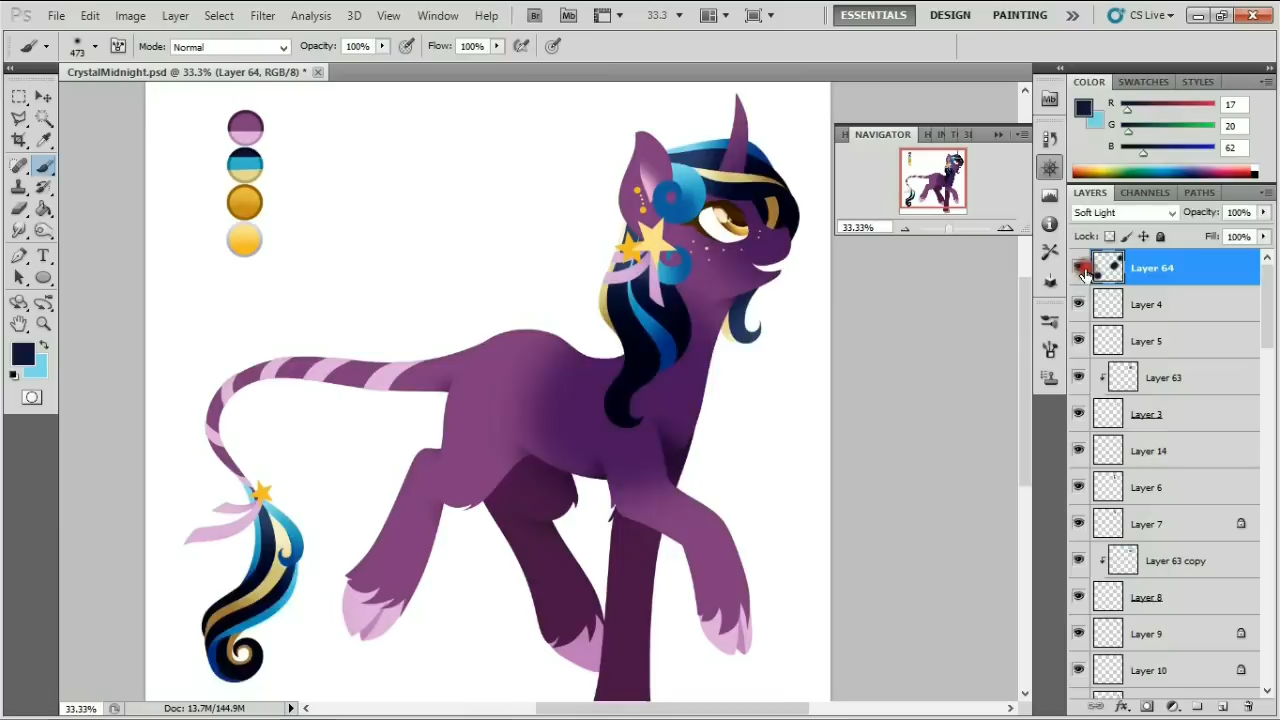 Ps File Edit Image Layer Select Filter Analysis 3D View Window Help Br Mb 33.3 ESSENTIALS DESIGN PAINTING CS Live
473 Mode: Normal Opacity: 100% Flow: 100%
CrystalMidnight.psd @ 33.3% (Layer 64, RGB/8) *
COLOR SWATCHES STYLES
Mb
R 17
G 20
B 62
NAVIGATOR
33.33%
LAYERS CHANNELS PATHS
Soft Light Opacity: 100%
Lock: Fill: 100%
Layer 64
Layer 4
Layer 5
Layer 63
Layer 3
Layer 14
Layer 6
Layer 7
Layer 63 copy
Layer 8
Layer 9
Layer 10
33.33% Doc: 13.7M/144.9M